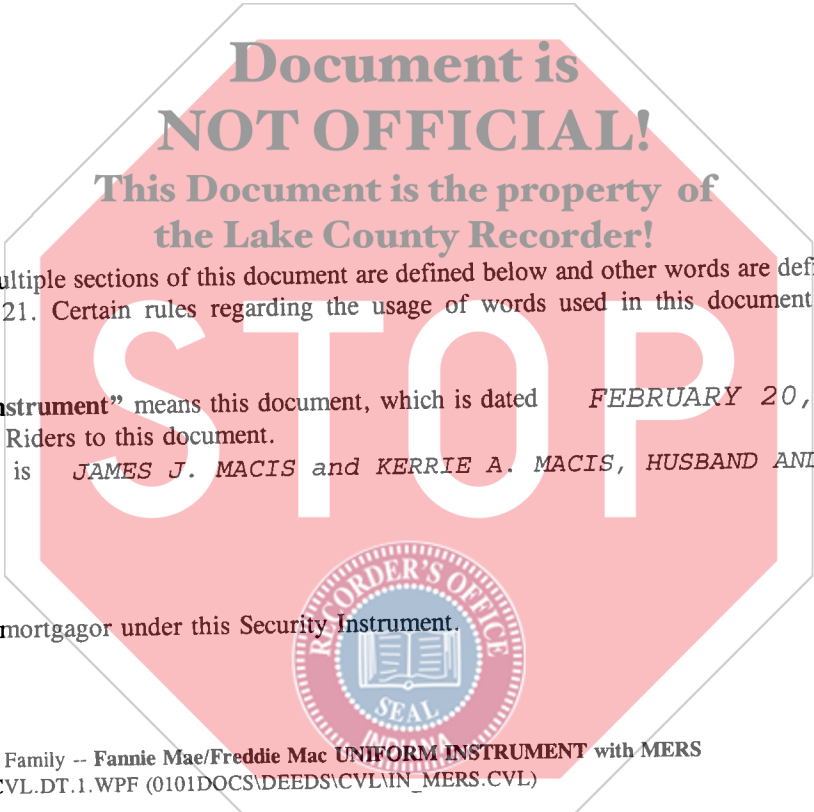 Document is
NOT OFFICIAL!
This Document is the property of
the Lake County Recorder!
ultiple sections of this document are defined below and other words are defi
21. Certain rules regarding the usage of words used in this document
STOP
nstrument” means this document, which is dated FEBRUARY 20,
Riders to this document.
is JAMES J. MACIS and KERRIE A. MACIS, HUSBAND AND
RECORDER'S OFFICE
mortgagor under this Security Instrument.
SEAL
INDIANA
Family -- Fannie Mae/Freddie Mac UNIFORM INSTRUMENT with MERS
CVL.DT.1.WPF (0101DOCS\DEEDS\CVL\IN_MERS.CVL)